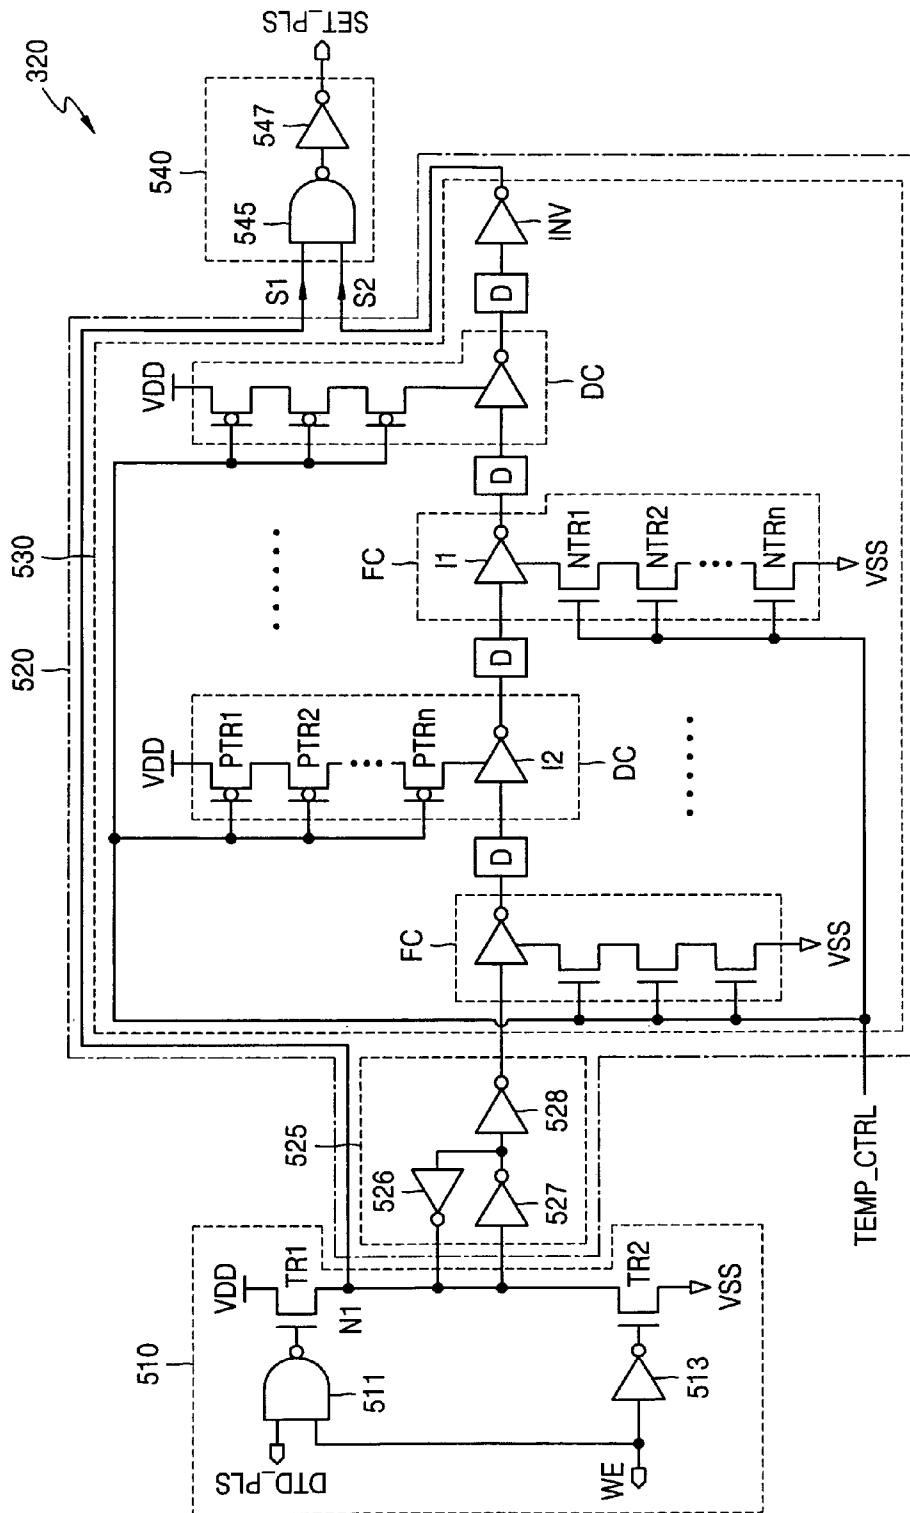 320
510
VDD
TR1
N1
511
DTD_PLS
WE
513
TR2
VSS
520
525
526
527
528
530
TEMP_CTRL
FC
VSS
D
VDD
PTR1
PTR2
PTRn
I2
DC
D
FC
I1
NTR1
NTR2
NTRn
VSS
D
VDD
DC
D
INV
S1
S2
540
545
547
SET_PLS